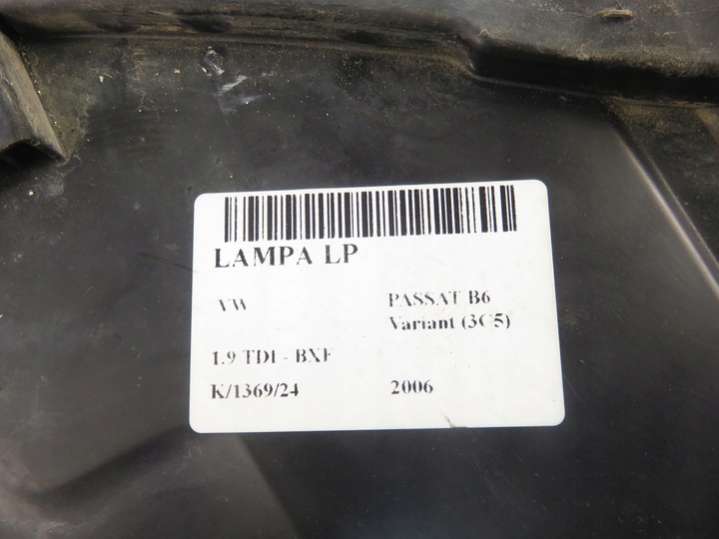 LAMPA LP
VW PASSAT B6
Variant (3C5)
1.9 TDI - BXE
K/1369/24 2006